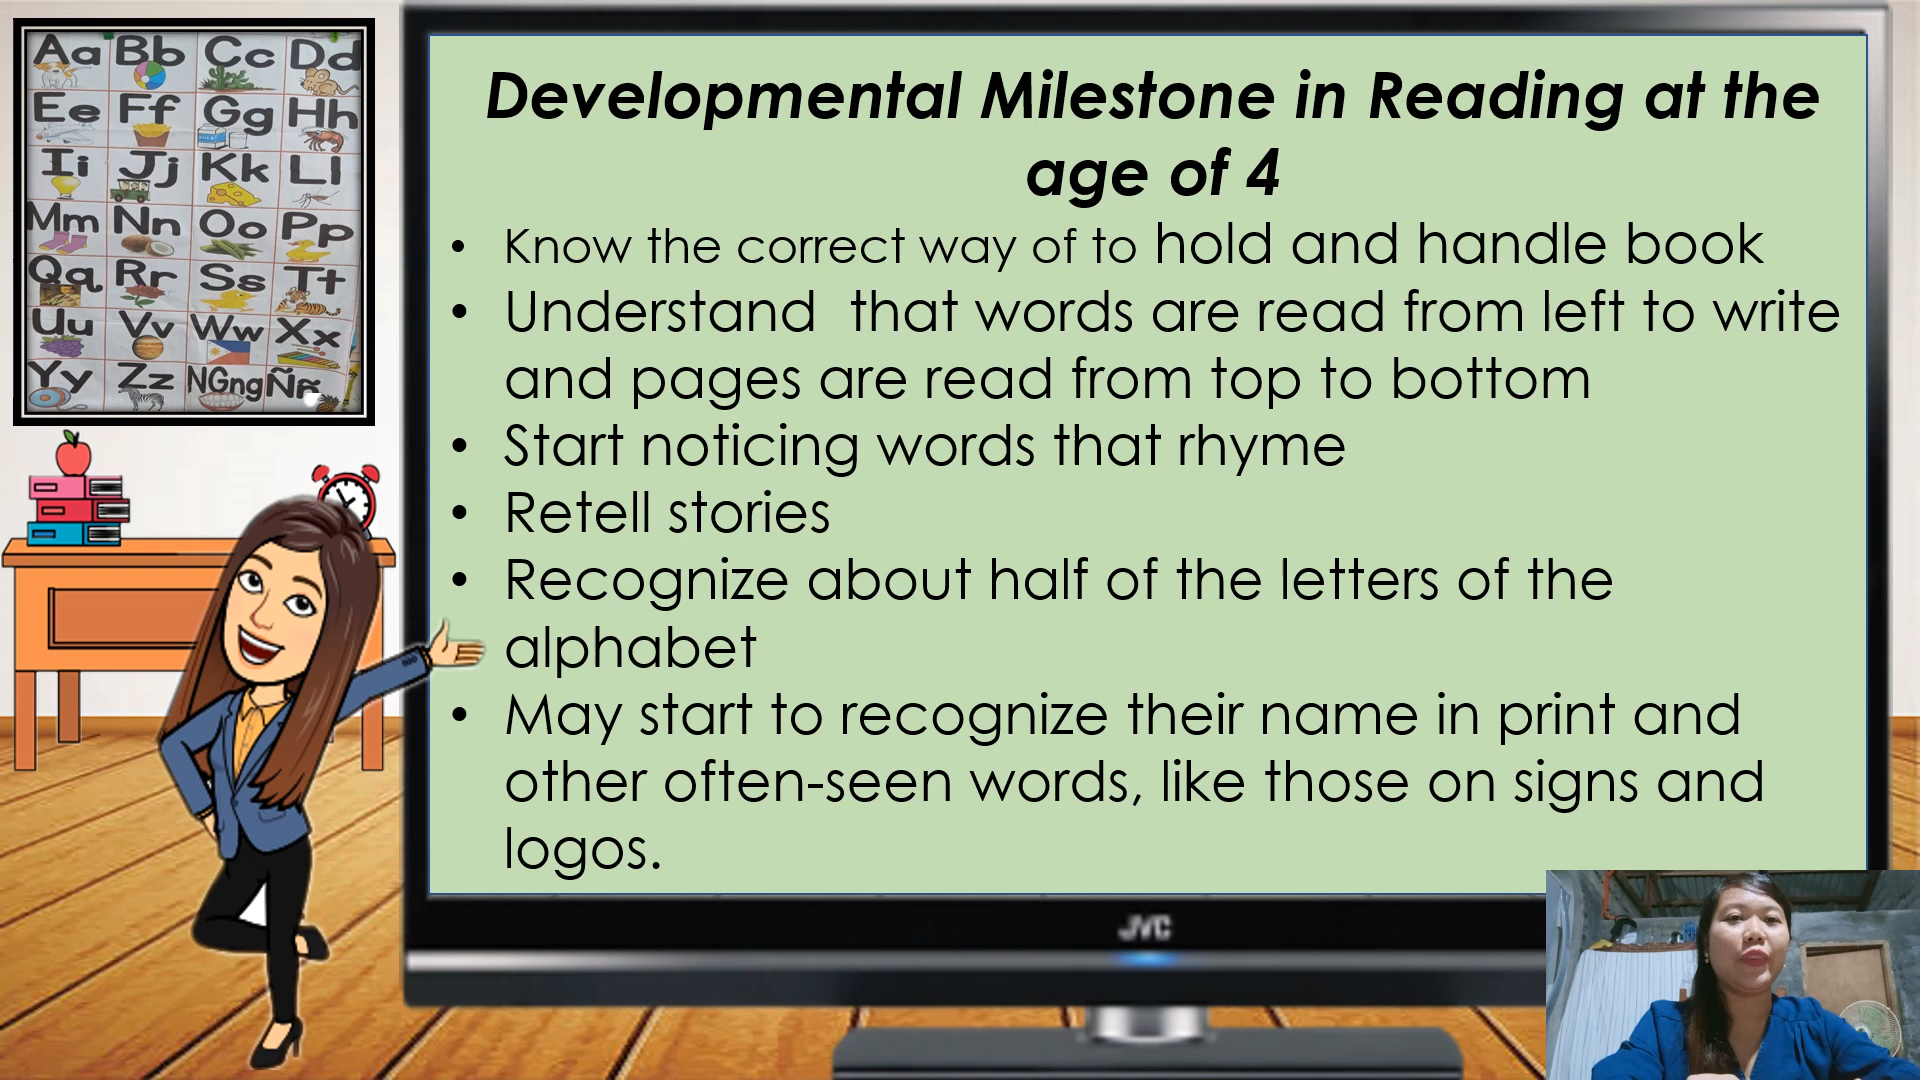 Aa Bb Cc Dd
Ee Ff Gg Hh
Ii Jj Kk Ll
Mm Nn Oo Pp
Qq Rr Ss Tt
Uu Vv Ww Xx
Yy Zz NGng Ññ
Developmental Milestone in Reading at the
age of 4
• Know the correct way of to hold and handle book
• Understand that words are read from left to write
and pages are read from top to bottom
• Start noticing words that rhyme
• Retell stories
• Recognize about half of the letters of the
alphabet
• May start to recognize their name in print and
other often-seen words, like those on signs and
logos.
JVC